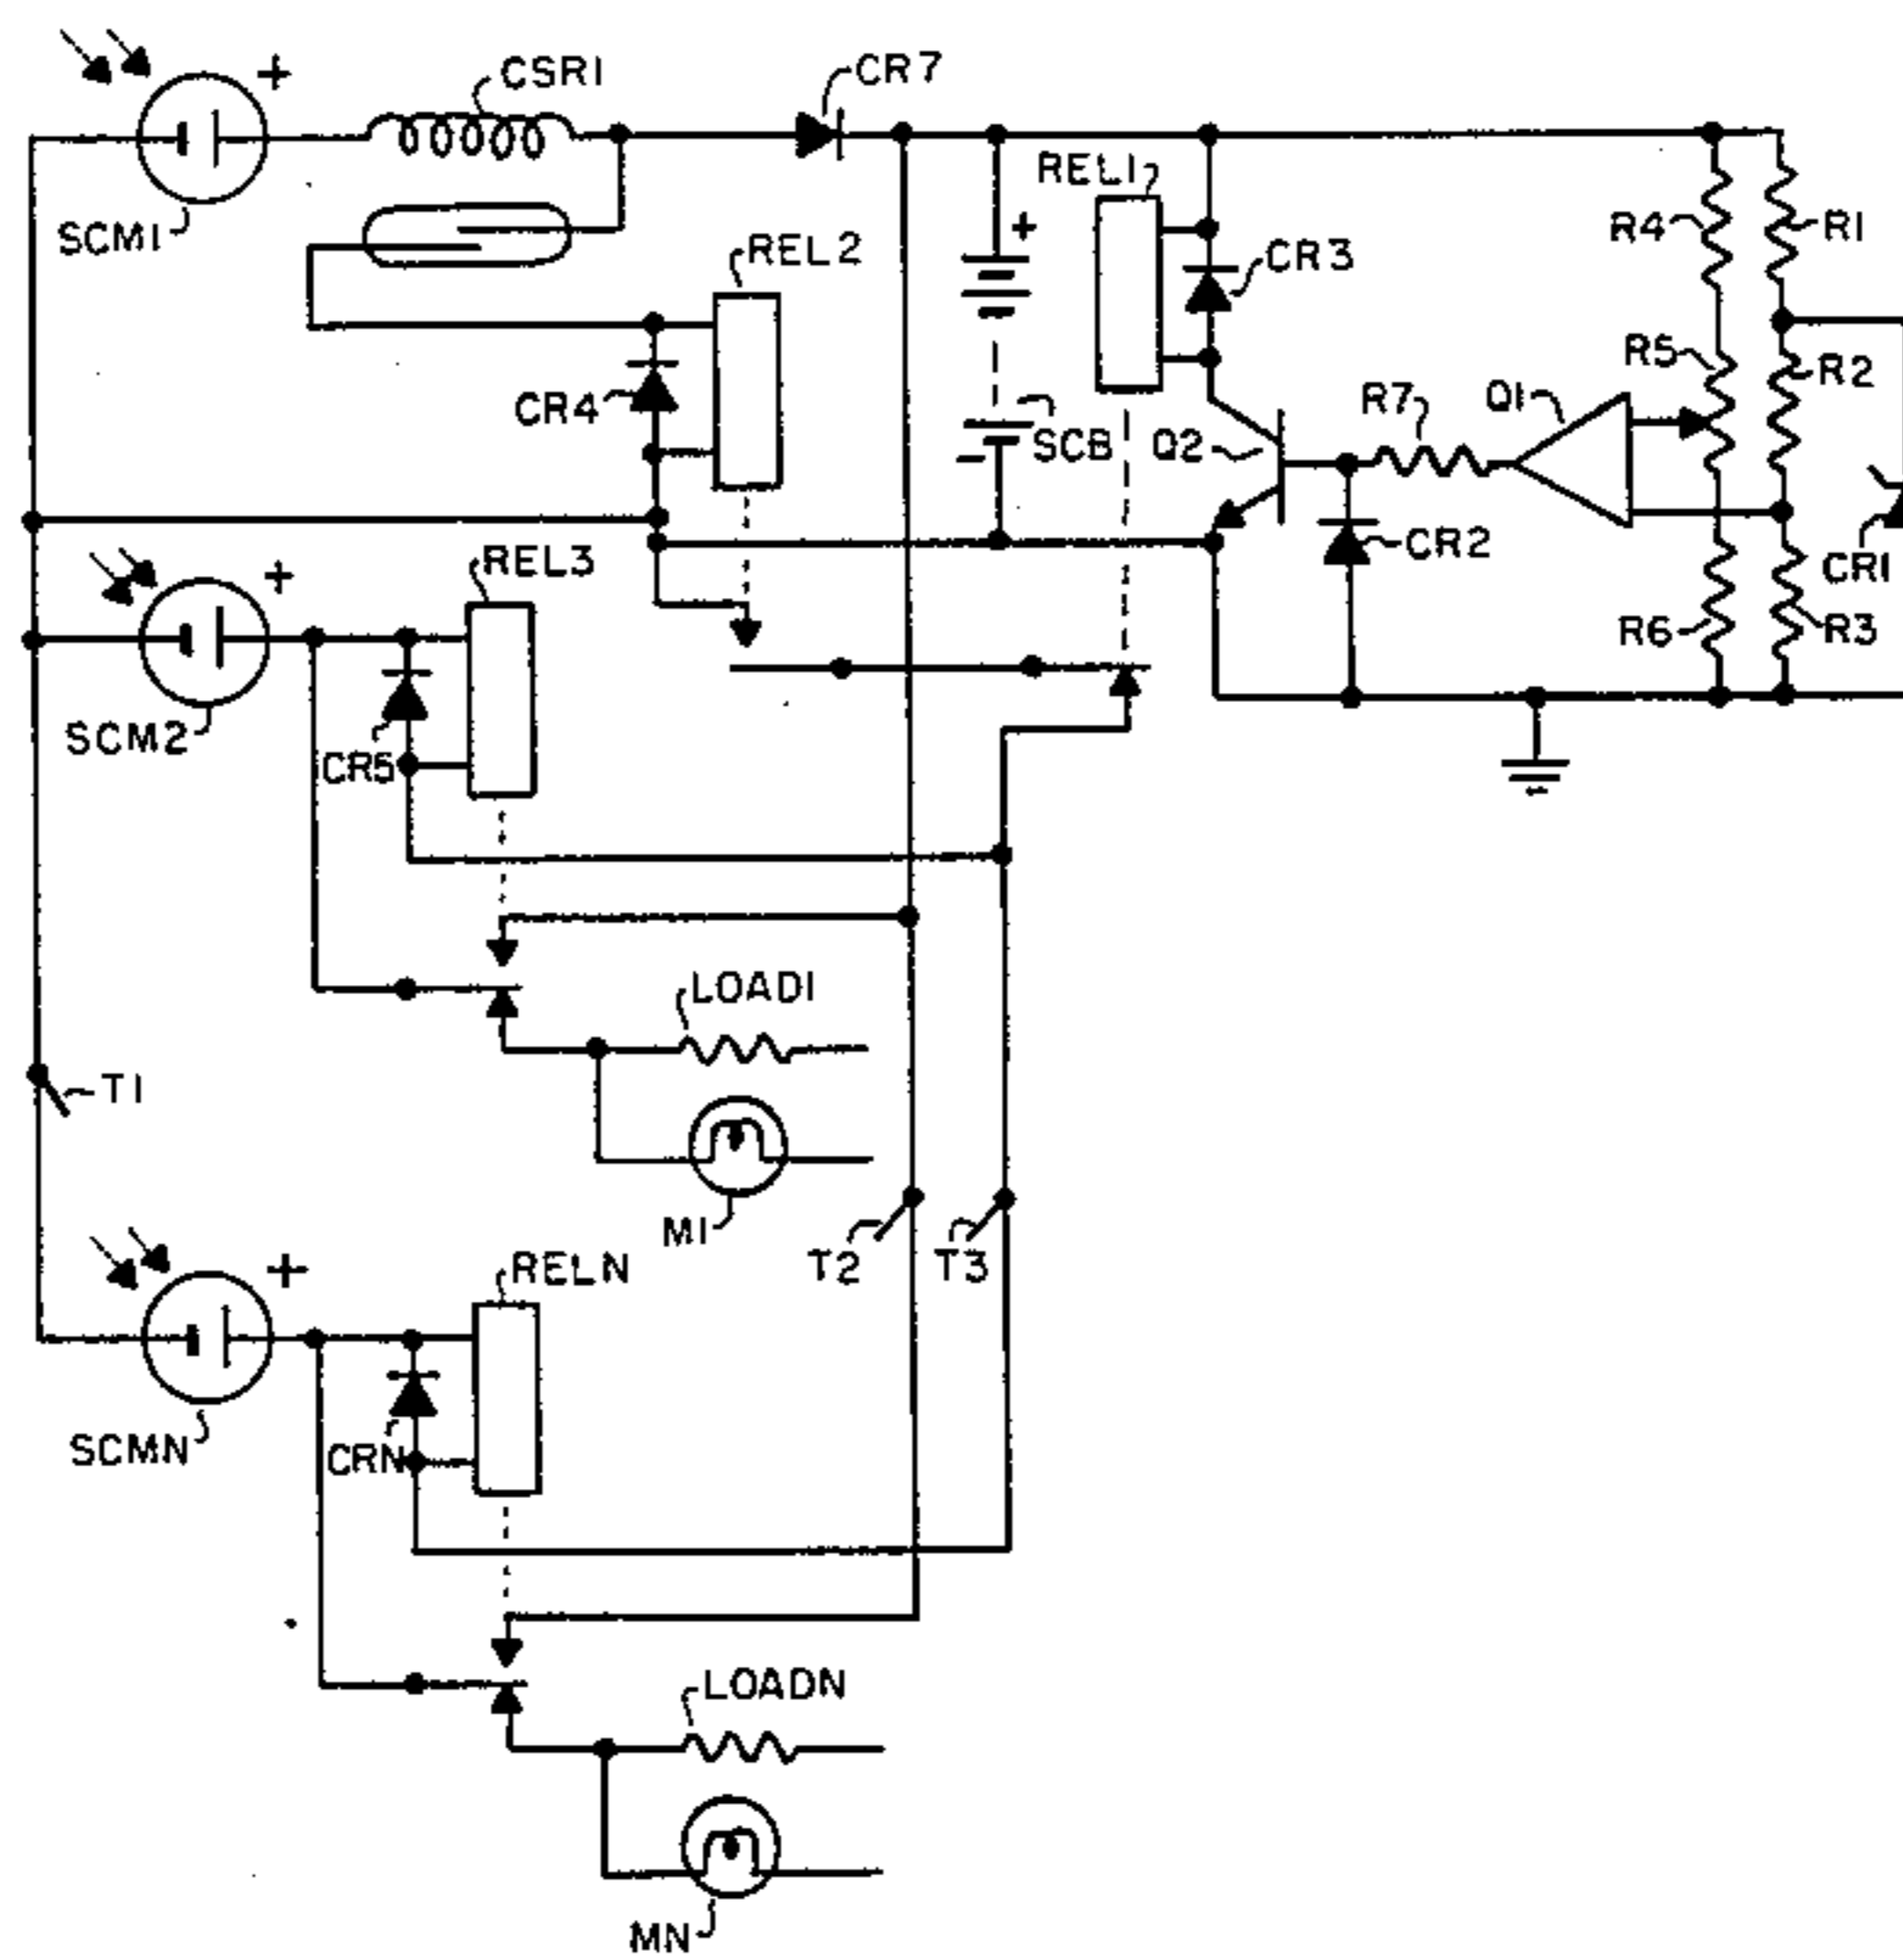 CSR1
CR7
+
SCM1
REL1
+
R4
R1
REL2
CR3
CR4
R5
R2
R7
Q1
SCB
Q2
-
REL3
+
CR2
CR1
R6
R3
SCM2
CR5
LOAD1
T1
M1
T2
T3
RELN
+
SCMN
CRN
LOADN
MN